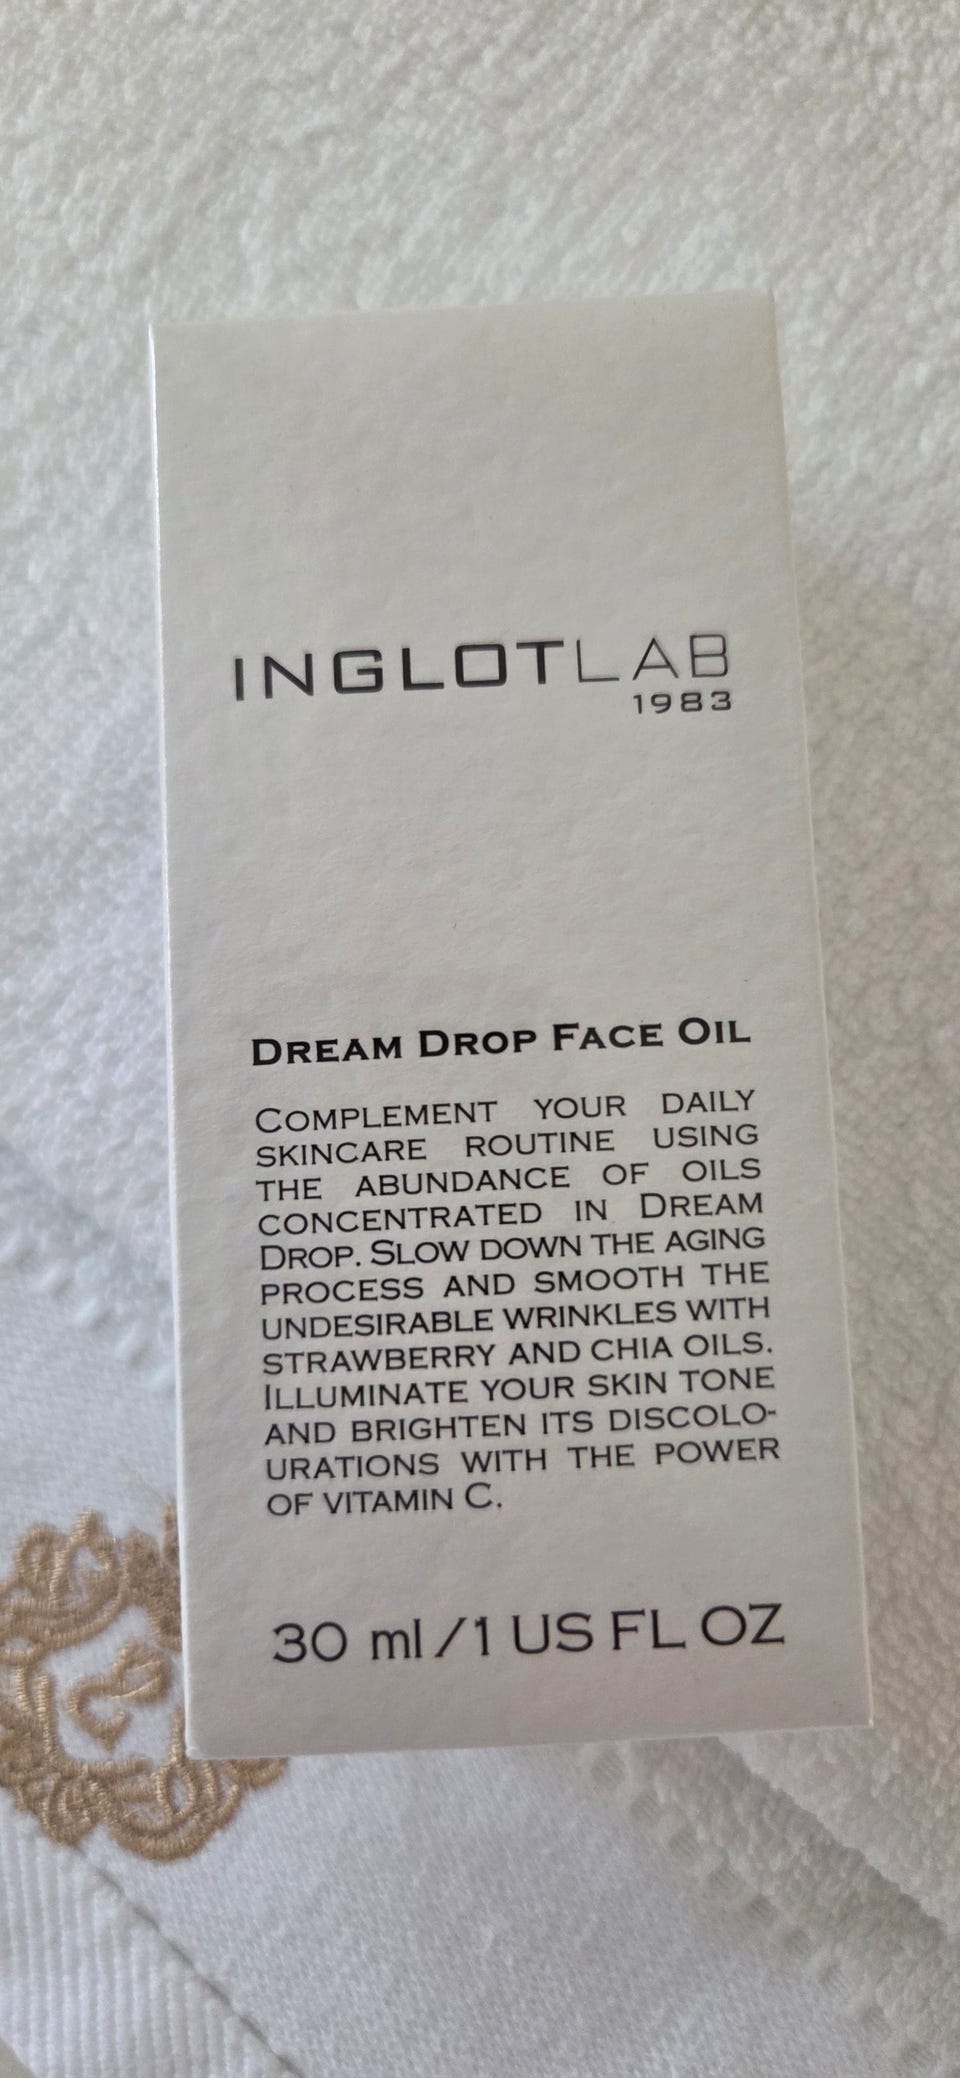 INGLOTLAB
1983
DREAM DROP FACE OIL
COMPLEMENT YOUR DAILY
SKINCARE ROUTINE USING
THE ABUNDANCE OF OILS
CONCENTRATED IN DREAM
DROP. SLOW DOWN THE AGING
PROCESS AND SMOOTH THE
UNDESIRABLE WRINKLES WITH
STRAWBERRY AND CHIA OILS.
ILLUMINATE YOUR SKIN TONE
AND BRIGHTEN ITS DISCOLO-
URATIONS WITH THE POWER
OF VITAMIN C.
30 ml/1 US FL OZ